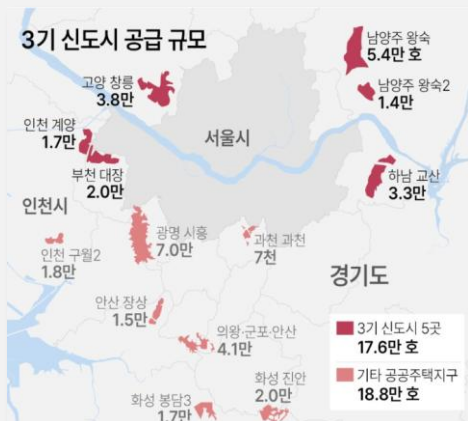 3기 신도시 공급 규모
남양주 왕숙
5.4만 호
고양 창릉
3.8만
남양주 왕숙2
1.4만
인천 계양
1.7만
서울시
부천 대장
2.0만
하남 교산
3.3만
인천시
광명 시흥
7.0만
과천 과천
7천
인천 구월2
1.8만
경기도
안산 장상
1.5만
의왕·군포·안산
4.1만
3기 신도시 5곳
17.6만 호
기타 공공주택지구
18.8만 호
화성 진안
2.0만
화성 봉담3
1.7만